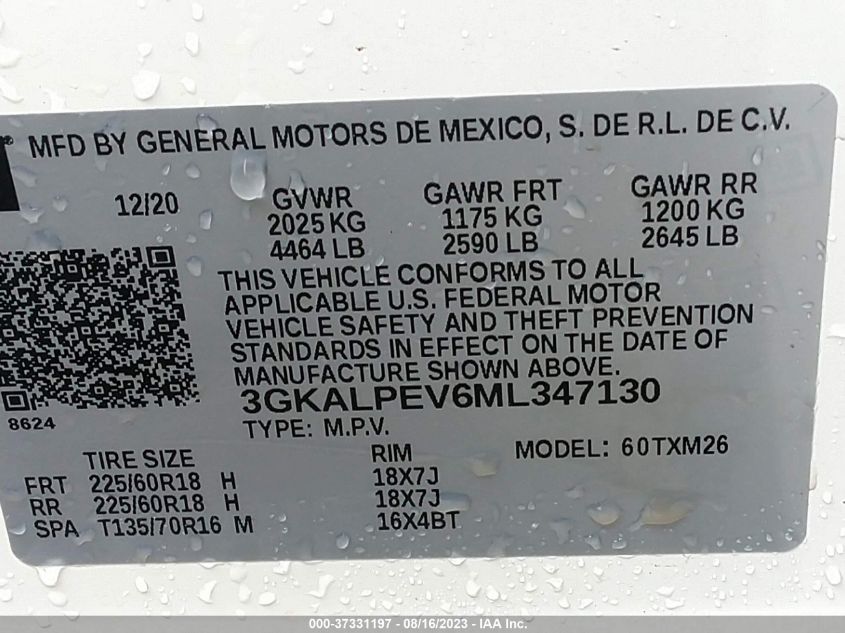 MFD BY GENERAL MOTORS DE MEXICO, S. DE R.L. DE C.V.
12/20
GVWR
2025 KG
4464 LB
GAWR FRT
1175 KG
2590 LB
GAWR RR
1200 KG
2645 LB
THIS VEHICLE CONFORMS TO ALL
APPLICABLE U.S. FEDERAL MOTOR
VEHICLE SAFETY AND THEFT PREVENTION
STANDARDS IN EFFECT ON THE DATE OF
MANUFACTURE SHOWN ABOVE.
3GKALPEV6ML347130
8624
TYPE: M.P.V.
MODEL: 60TXM26
TIRE SIZE RIM
FRT 225/60R18 H 18X7J
RR 225/60R18 H 18X7J
SPA T135/70R16 M 16X4BT
000-37331197 - 08/16/2023 - IAA Inc.